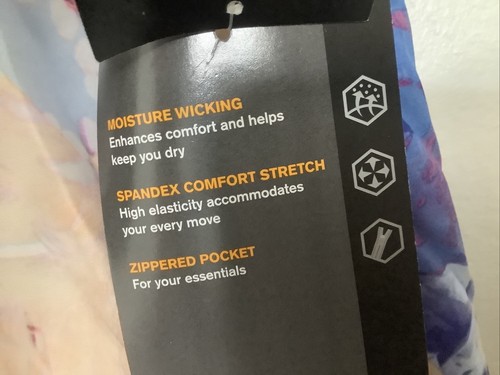 MOISTURE WICKING
Enhances comfort and helps
keep you dry
SPANDEX COMFORT STRETCH
High elasticity accommodates
your every move
ZIPPERED POCKET
For your essentials